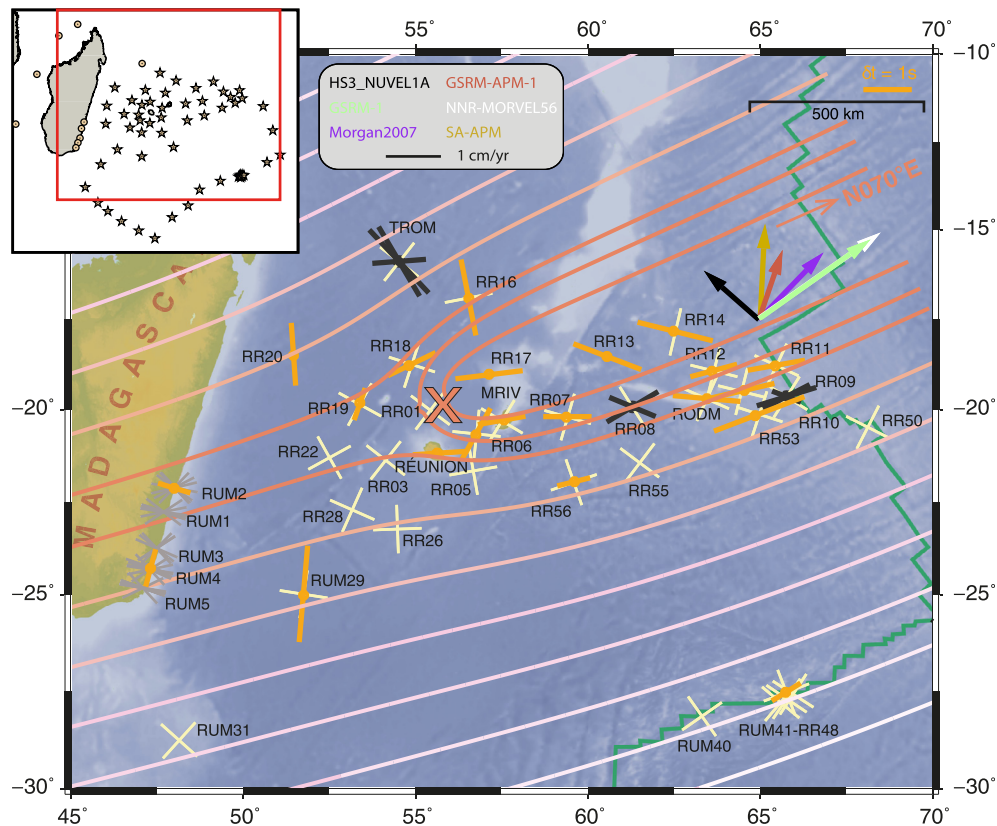 55° 60° 65° 70°
−10°
−15°
−20°
−25°
−30°
HS3_NUVEL1A GSRM-APM-1
NNR-MORVEL56
Morgan2007 SA-APM
1 cm/yr
δt = 1s
500 km
N070°E
MADAGASCA
TROM
RR16
RR20
RR18
RR17
RR13
RR14
RR12
RR11
RR19
RR01
MRIV
RR07
RR08
RODM
RR09
RR10
RR53
RR50
RR22
RR03
RÉUNION
RR06
RR05
RR55
RR56
RR28
RR26
RUM2
RUM1
RUM3
RUM4
RUM5
RUM29
RUM31
RUM40
RUM41-RR48
−20°
−25°
−30°
45° 50° 55° 60° 65° 70°